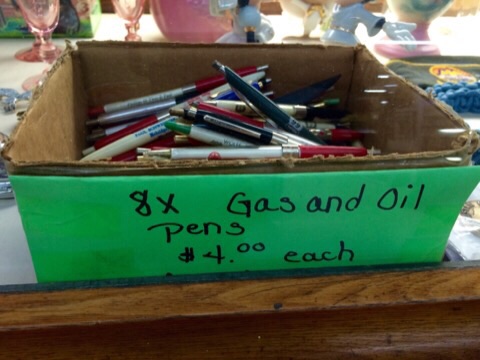 8x Gas and Oil
pens
$4.00 each